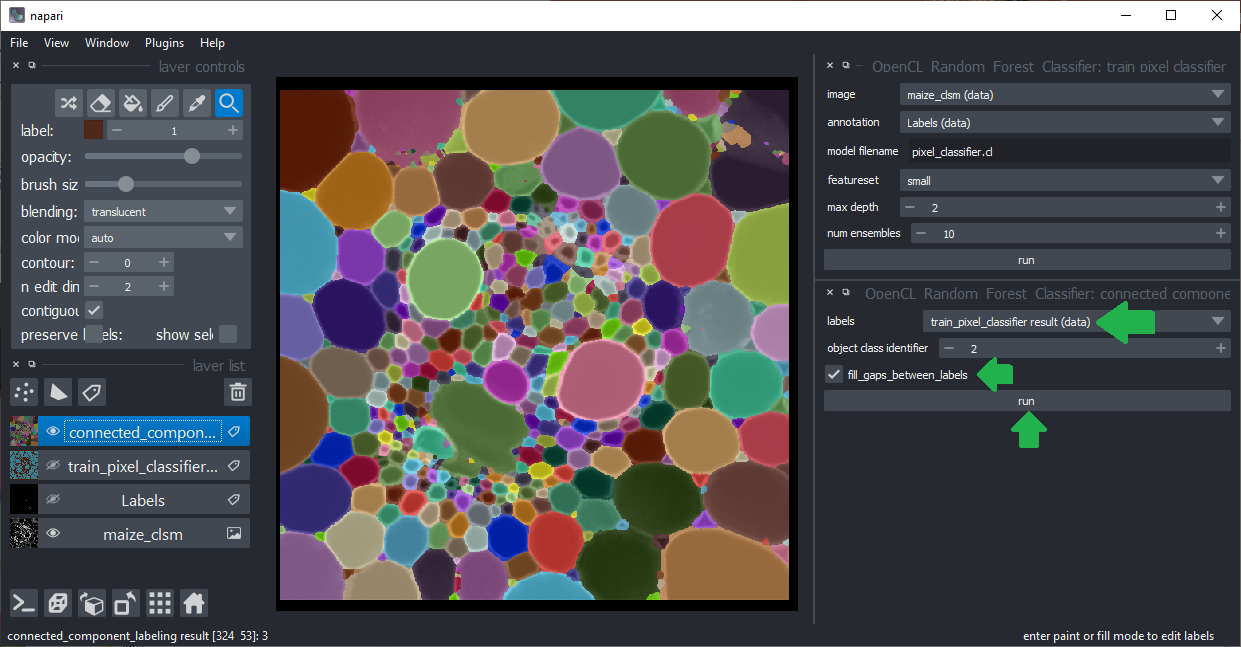 napari
File View Window Plugins Help
layer controls
label: 1
opacity:
brush siz
blending: translucent
color mo auto
contour: 0
n edit din 2
contiguou
preserve els: show sel
layer list
connected_compon...
train_pixel_classifier...
Labels
maize_clsm
OpenCL Random Forest Classifier: train pixel classifier
image maize_clsm (data)
annotation Labels (data)
model filename pixel_classifier.cl
featureset small
max depth 2
num ensembles 10
run
OpenCL Random Forest Classifier: connected compone
labels train_pixel_classifier result (data)
object class identifier 2
fill_gaps_between_labels
run
connected_component_labeling result [324 53]: 3
enter paint or fill mode to edit labels